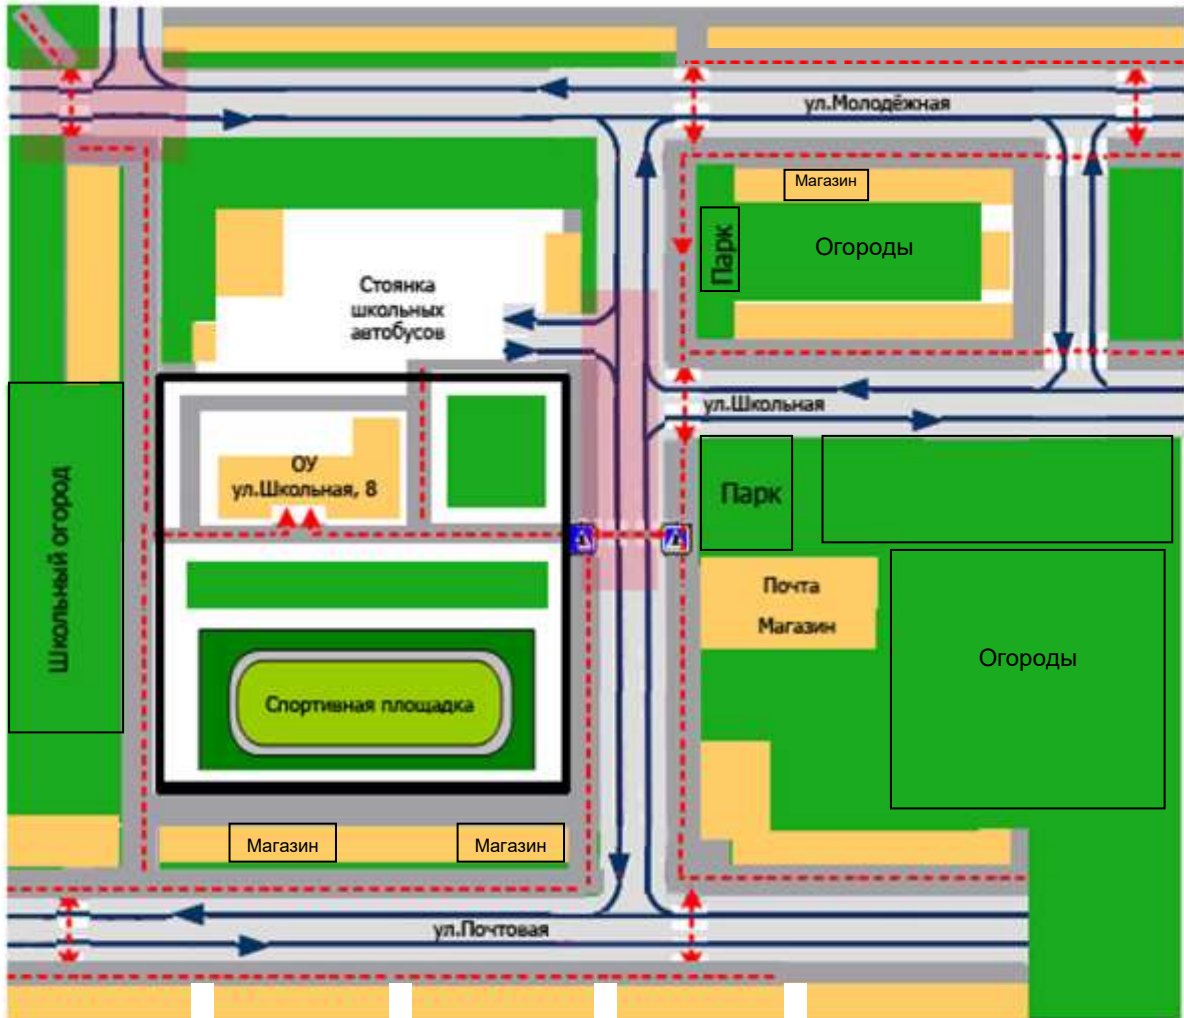 ул.Молодёжная
Магазин
Парк
Огороды
Стоянка
школьных
автобусов
ул.Школьная
ОУ
ул.Школьная, 8
Парк
Школьный огород
Почта
Магазин
Огороды
Спортивная площадка
Магазин
Магазин
ул.Почтовая